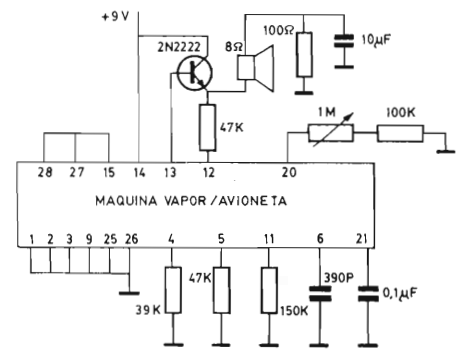 +9V
2N2222
8Ω
100Ω
10µF
47K
1M
100K
28 27 15 14 13 12 20
MAQUINA VAPOR/AVIONETA
1 2 3 9 25 26 4 5 11 6 21
39K
47K
150K
390P
0,1µF